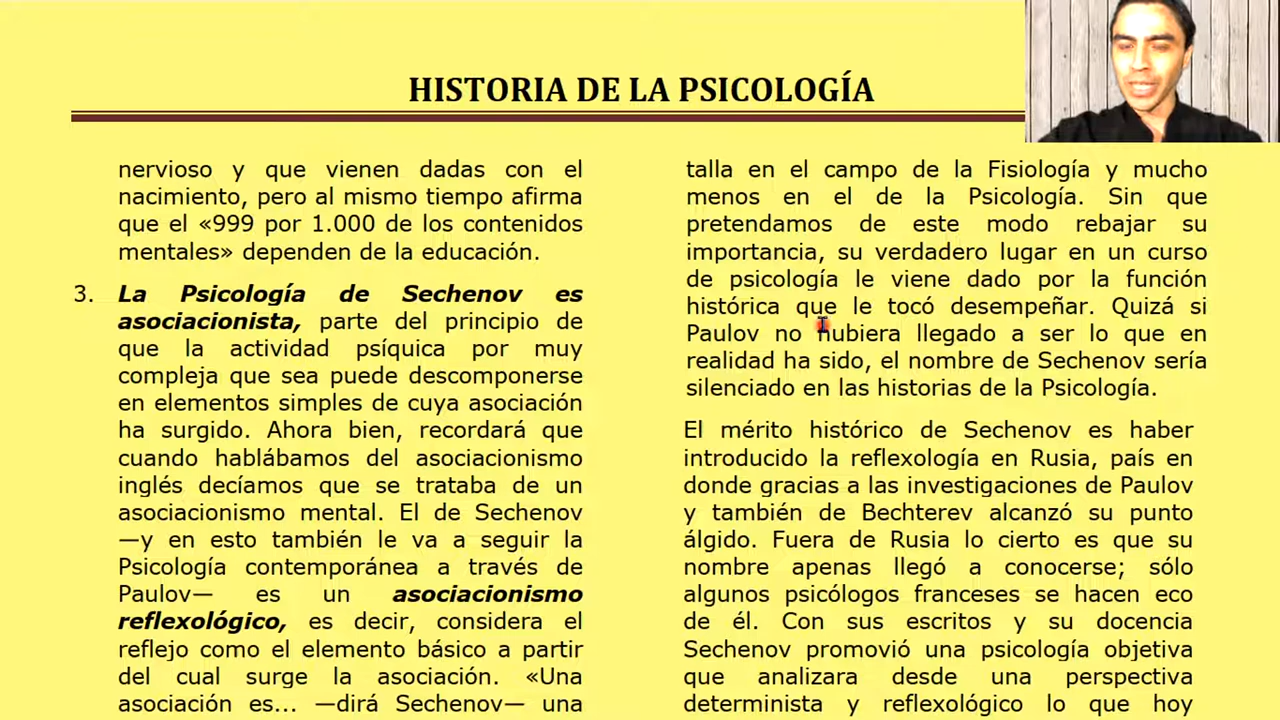 HISTORIA DE LA PSICOLOGÍA
nervioso y que vienen dadas con el
nacimiento, pero al mismo tiempo afirma
que el «999 por 1.000 de los contenidos
mentales» dependen de la educación.
3. La Psicología de Sechenov es
asociacionista, parte del principio de
que la actividad psíquica por muy
compleja que sea puede descomponerse
en elementos simples de cuya asociación
ha surgido. Ahora bien, recordará que
cuando hablábamos del asociacionismo
inglés decíamos que se trataba de un
asociacionismo mental. El de Sechenov
—y en esto también le va a seguir la
Psicología contemporánea a través de
Paulov— es un asociacionismo
reflexológico, es decir, considera el
reflejo como el elemento básico a partir
del cual surge la asociación. «Una
asociación es... —dirá Sechenov— una
talla en el campo de la Fisiología y mucho
menos en el de la Psicología. Sin que
pretendamos de este modo rebajar su
importancia, su verdadero lugar en un curso
de psicología le viene dado por la función
histórica que le tocó desempeñar. Quizá si
Paulov no hubiera llegado a ser lo que en
realidad ha sido, el nombre de Sechenov sería
silenciado en las historias de la Psicología.
El mérito histórico de Sechenov es haber
introducido la reflexología en Rusia, país en
donde gracias a las investigaciones de Paulov
y también de Bechterev alcanzó su punto
álgido. Fuera de Rusia lo cierto es que su
nombre apenas llegó a conocerse; sólo
algunos psicólogos franceses se hacen eco
de él. Con sus escritos y su docencia
Sechenov promovió una psicología objetiva
que analizara desde una perspectiva
determinista y reflexológico lo que hoy